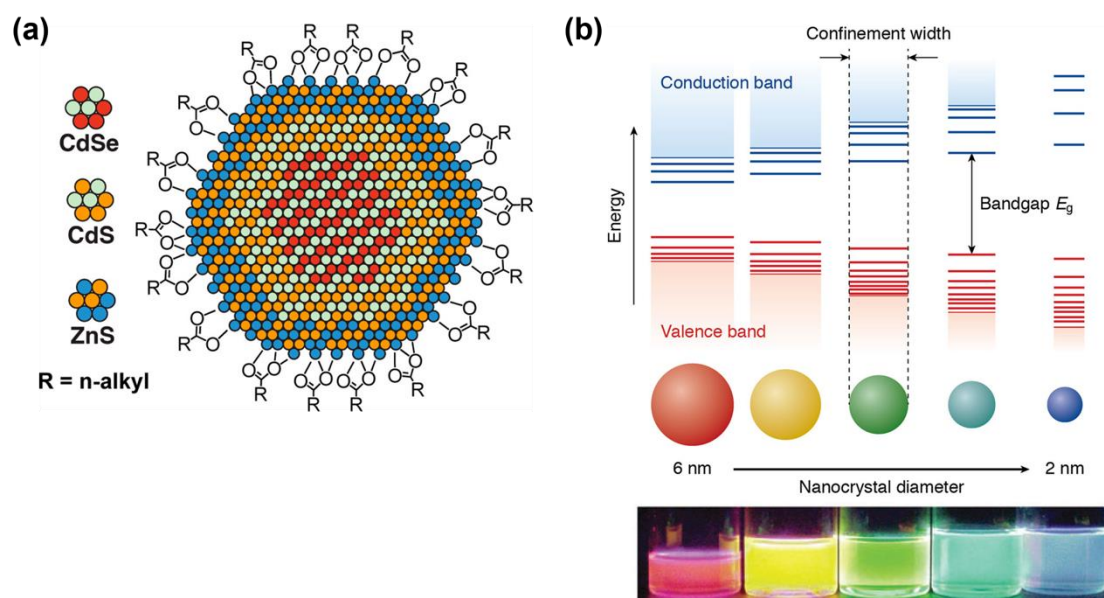 (a)
CdSe
CdS
ZnS
R = n-alkyl
R
O
O
R
O
O
R
O
O
R
O
O
R
O
O
R
O
O
R
O
O
R
O
O
R
O
O
R
O
O
R
O
O
R
O
O
R
O
O
R
O
O
R
O
O
R
O
O
R
O
O
R
O
O
(b)
Confinement width
Conduction band
Energy
Bandgap Eg
Valence band
6 nm
2 nm
Nanocrystal diameter